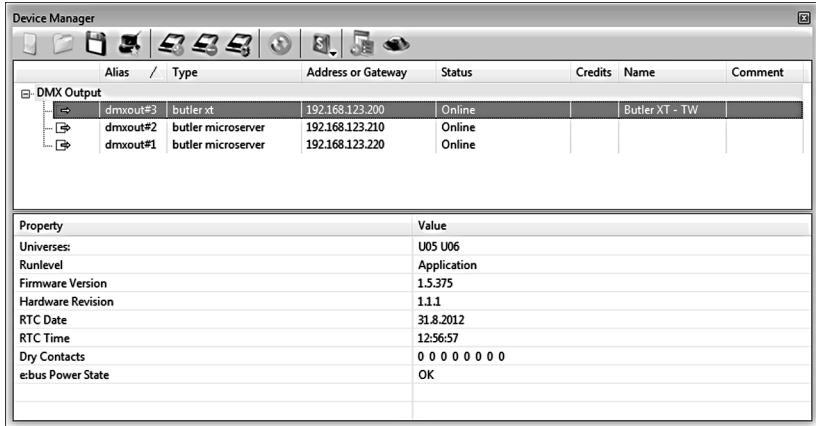 Device Manager
Alias / Type Address or Gateway Status Credits Name Comment
DMX Output
dmxout#3 butler xt 192.168.123.200 Online Butler XT - TW
dmxout#2 butler microserver 192.168.123.210 Online
dmxout#1 butler microserver 192.168.123.220 Online
Property Value
Universes: U05 U06
Runlevel Application
Firmware Version 1.5.375
Hardware Revision 1.1.1
RTC Date 31.8.2012
RTC Time 12:56:57
Dry Contacts 0 0 0 0 0 0 0 0
e:bus Power State OK